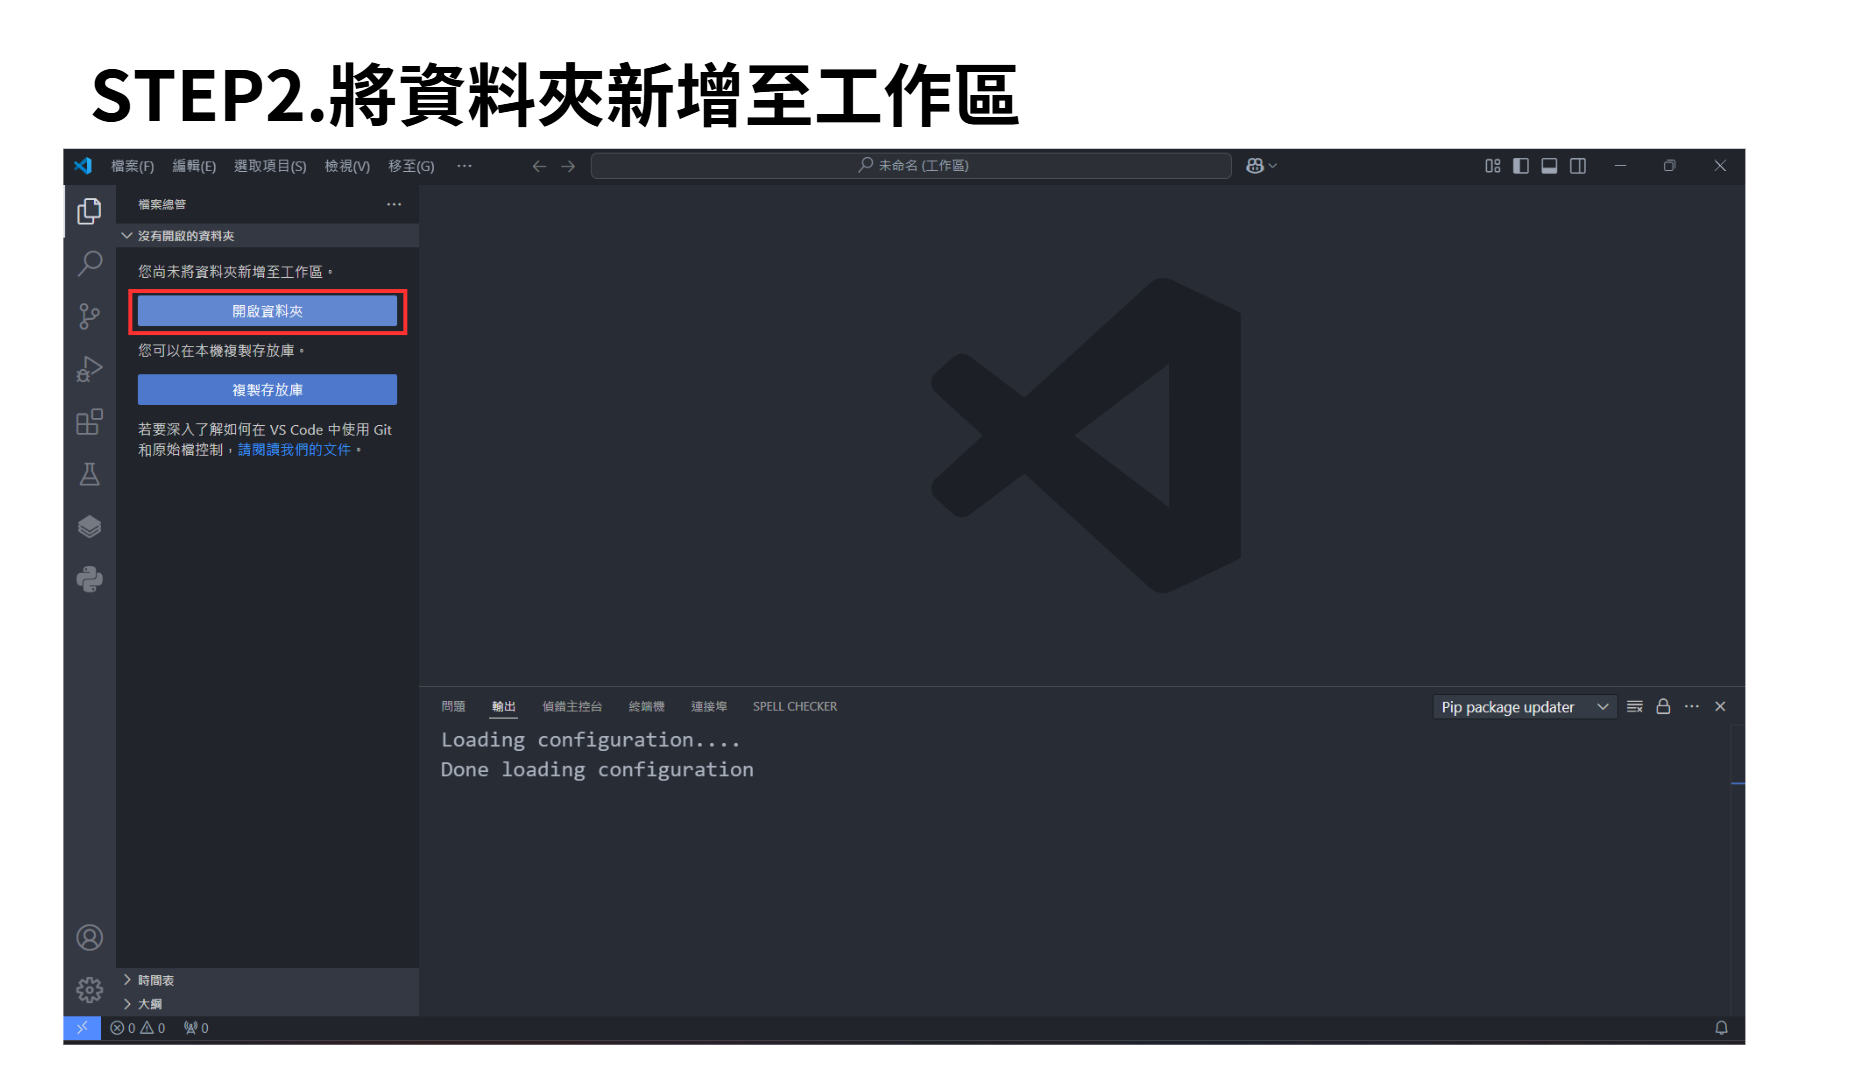 STEP2.將資料夾新增至工作區
檔案(F) 編輯(E) 選取項目(S) 檢視(V) 移至(G) ··· 未命名 (工作區)
檔案總管 ···
沒有開啟的資料夾
您尚未將資料夾新增至工作區。
開啟資料夾
您可以在本機複製存放庫。
複製存放庫
若要深入了解如何在 VS Code 中使用 Git
和原始檔控制，請閱讀我們的文件。
問題 輸出 偵錯主控台 終端機 連接埠 SPELL CHECKER Pip package updater ···
Loading configuration....
Done loading configuration
時間表
大綱
0 0 0